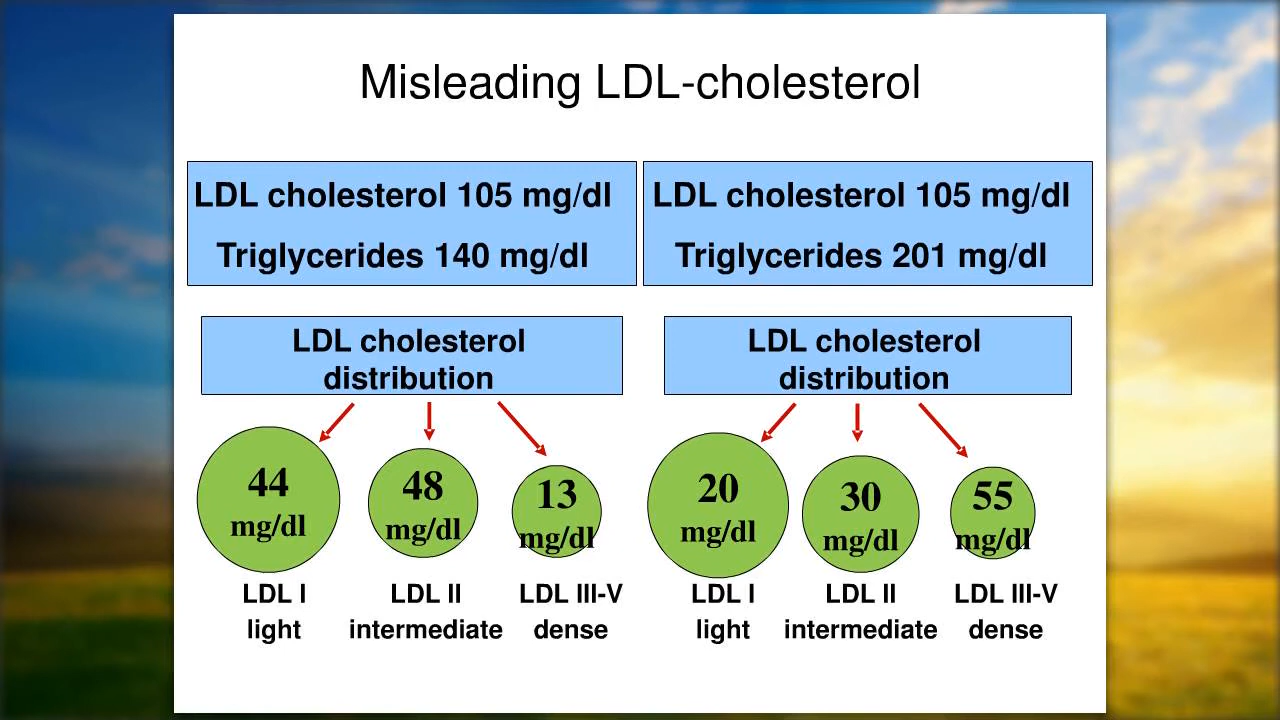 Misleading LDL-cholesterol
LDL cholesterol 105 mg/dl
Triglycerides 140 mg/dl
LDL cholesterol 105 mg/dl
Triglycerides 201 mg/dl
LDL cholesterol
distribution
LDL cholesterol
distribution
44
mg/dl
48
mg/dl
13
mg/dl
20
mg/dl
30
mg/dl
55
mg/dl
LDL I
light
LDL II
intermediate
LDL III-V
dense
LDL I
light
LDL II
intermediate
LDL III-V
dense